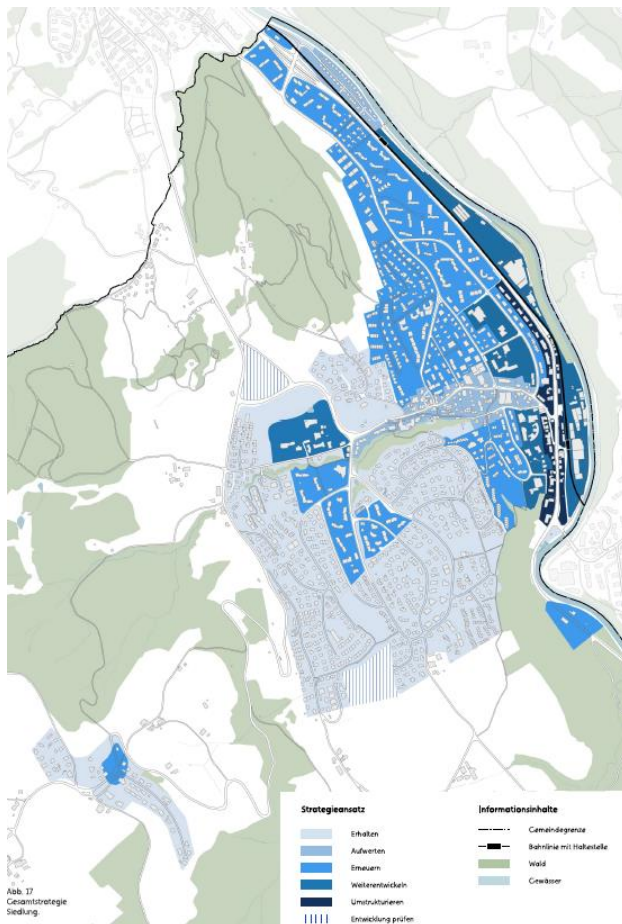 Strategieansatz
Erhalten
Aufwerten
Erneuern
Weiterentwickeln
Umstrukturieren
Entwicklung prüfen
Informationsinhalte
Gemeindegrenze
Bahnlinie mit Haltestelle
Wald
Gewässer
Abb. 17
Gesamtstrategie
Siedlung.